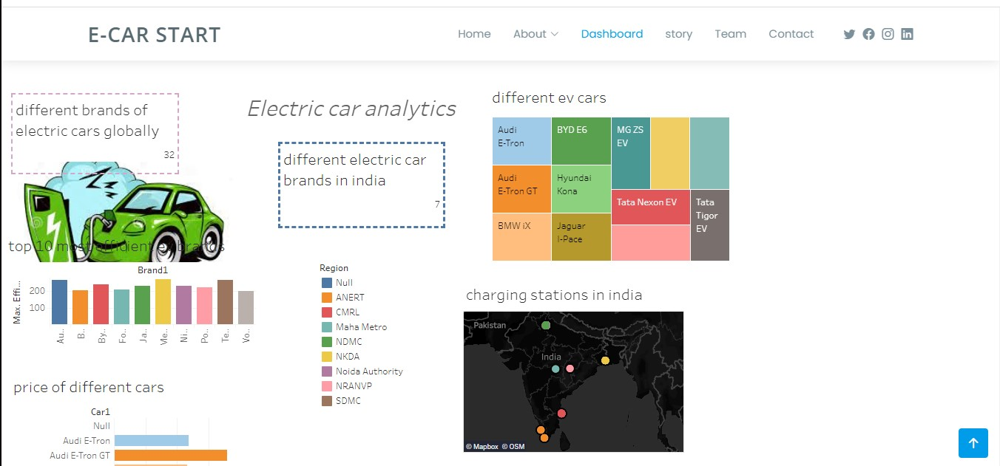 E-CAR START
Home About Dashboard story Team Contact
different brands of
electric cars globally
32
Electric car analytics
different electric car
brands in india
7
different ev cars
Audi
E-Tron
BYD E6
MG ZS
EV
Audi
E-Tron GT
Hyundai
Kona
Tata Nexon EV
Tata
Tigor
EV
BMW iX
Jaguar
I-Pace
top 10 most efficient ev brands
Brand1
Max. Effi...
200
100
Au..
B..
By..
Fo..
Ja..
Me..
Ni..
Po..
Te..
Vo..
Region
Null
ANERT
CMRL
Maha Metro
NDMC
NKDA
Noida Authority
NRANVP
SDMC
charging stations in india
Pakistan
India
© Mapbox © OSM
price of different cars
Car1
Null
Audi E-Tron
Audi E-Tron GT